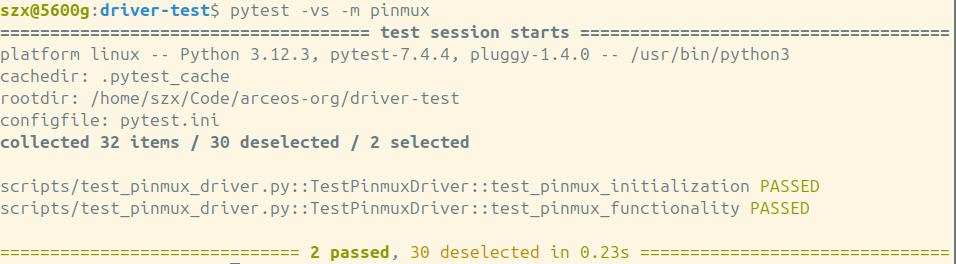 szx@5600g:driver-test$ pytest -vs -m pinmux
===================================== test session starts =====================================
platform linux -- Python 3.12.3, pytest-7.4.4, pluggy-1.4.0 -- /usr/bin/python3
cachedir: .pytest_cache
rootdir: /home/szx/Code/arceos-org/driver-test
configfile: pytest.ini
collected 32 items / 30 deselected / 2 selected
scripts/test_pinmux_driver.py::TestPinmuxDriver::test_pinmux_initialization PASSED
scripts/test_pinmux_driver.py::TestPinmuxDriver::test_pinmux_functionality PASSED
============================== 2 passed, 30 deselected in 0.23s ===============================